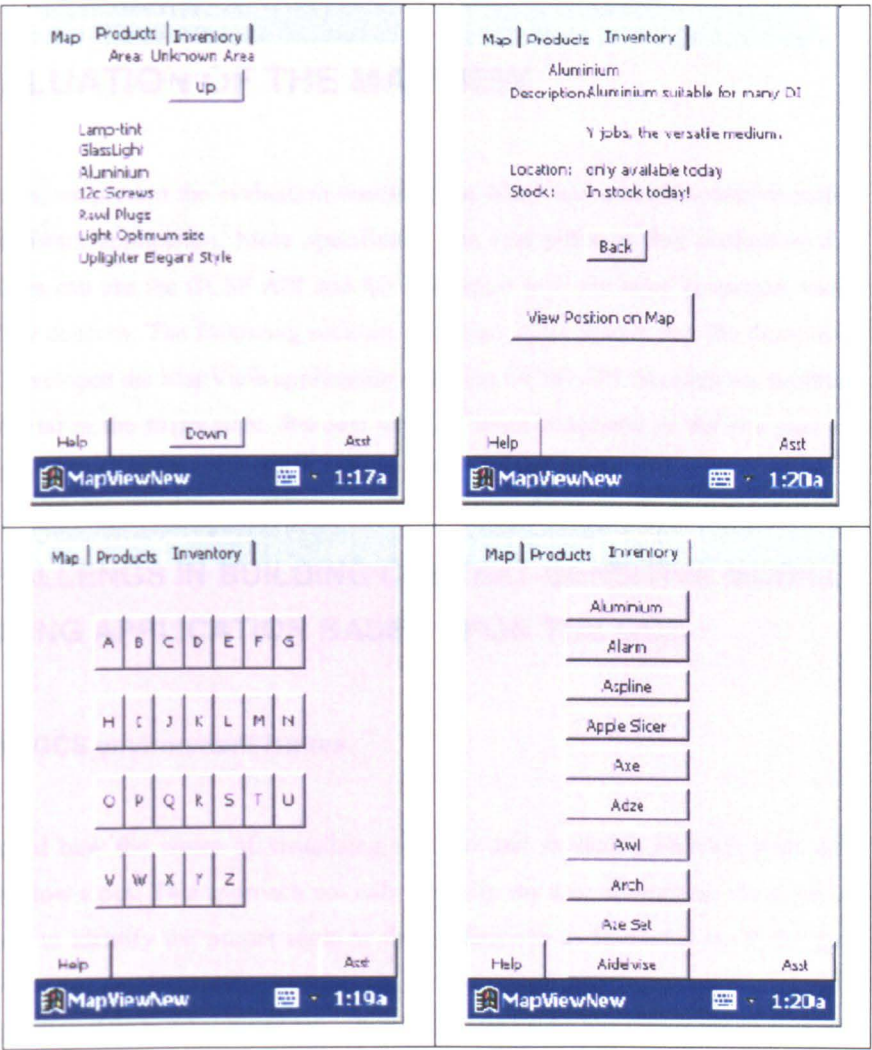 Map Products Inventory
Area: Unknown Area
Up
Lamp-tint
GlassLight
Aluminium
12c Screws
Rawl Plugs
Light Optimum size
Uplighter Elegant Style
Help Down Asst
MapViewNew 1:17a
Map Products Inventory
Aluminium
Description Aluminium suitable for many DI
Y jobs, the versatile medium.
Location: only available today
Stock: In stock today!
Back
View Position on Map
Help Asst
MapViewNew 1:20a
Map Products Inventory
A B C D E F G
H I J K L M N
O P Q R S T U
V W X Y Z
Help Asst
MapViewNew 1:19a
Map Products Inventory
Aluminium
Alarm
Aspline
Apple Slicer
Axe
Adze
Awl
Arch
Axe Set
Help Aidevise Asst
MapViewNew 1:20a